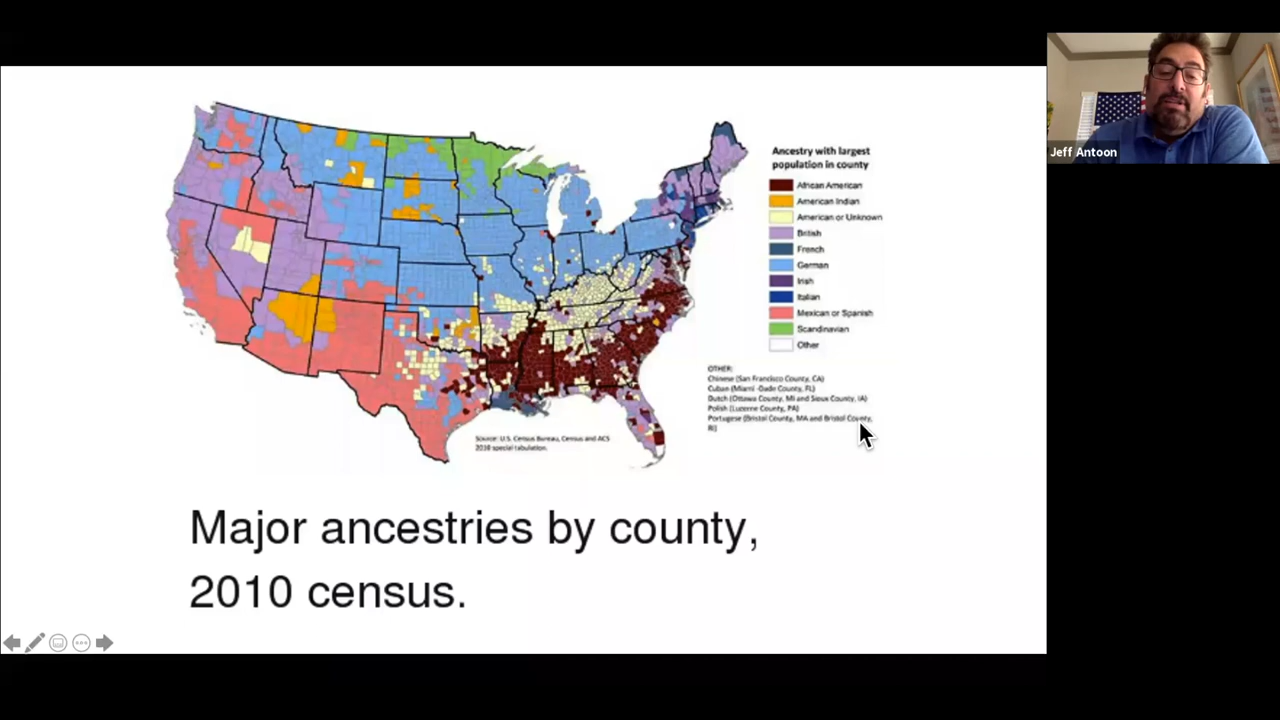 Jeff Antoon
Ancestry with largest
population in county
African American
American Indian
American or Unknown
British
French
German
Irish
Italian
Mexican or Spanish
Scandinavian
Other
OTHER:
Chinese (San Francisco County, CA)
Cuban (Miami -Dade County, FL)
Dutch (Ottawa County, MI and Sioux County, IA)
Polish (Luzerne County, PA)
Portugese (Bristol County, MA and Bristol County,
RI)
Source: U.S. Census Bureau, Census and ACS
2010 special tabulation.
Major ancestries by county,
2010 census.